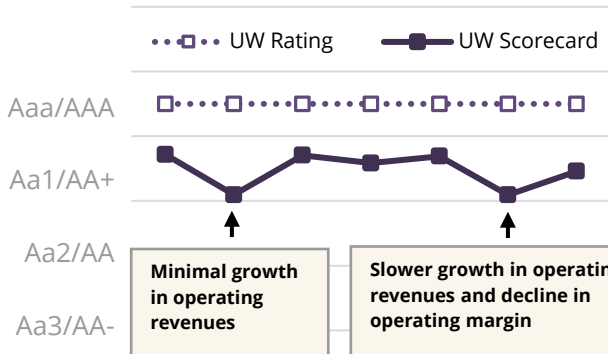 UW Rating
UW Scorecard
Aaa/AAA
Aa1/AA+
Aa2/AA
Aa3/AA-
Minimal growth
in operating
revenues
Slower growth in
revenues and decline in
operating margin